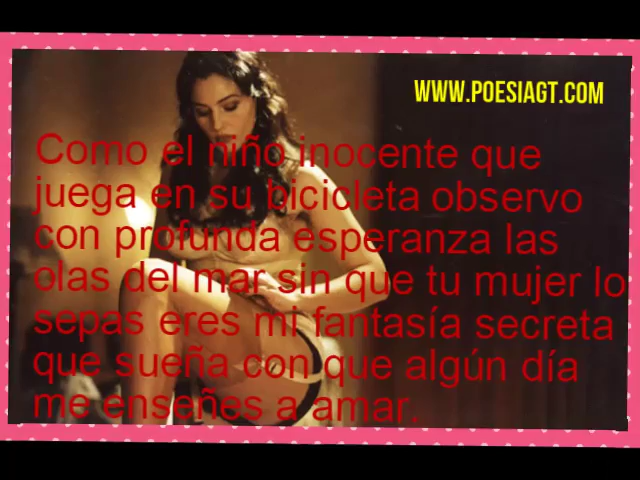 WWW.POESIAGT.COM
Como el niño inocente que
juega en su bicicleta observo
con profunda esperanza las
olas del mar sin que tu mujer lo
sepas eres mi fantasía secreta
que sueña con que algún día
me enseñes a amar.